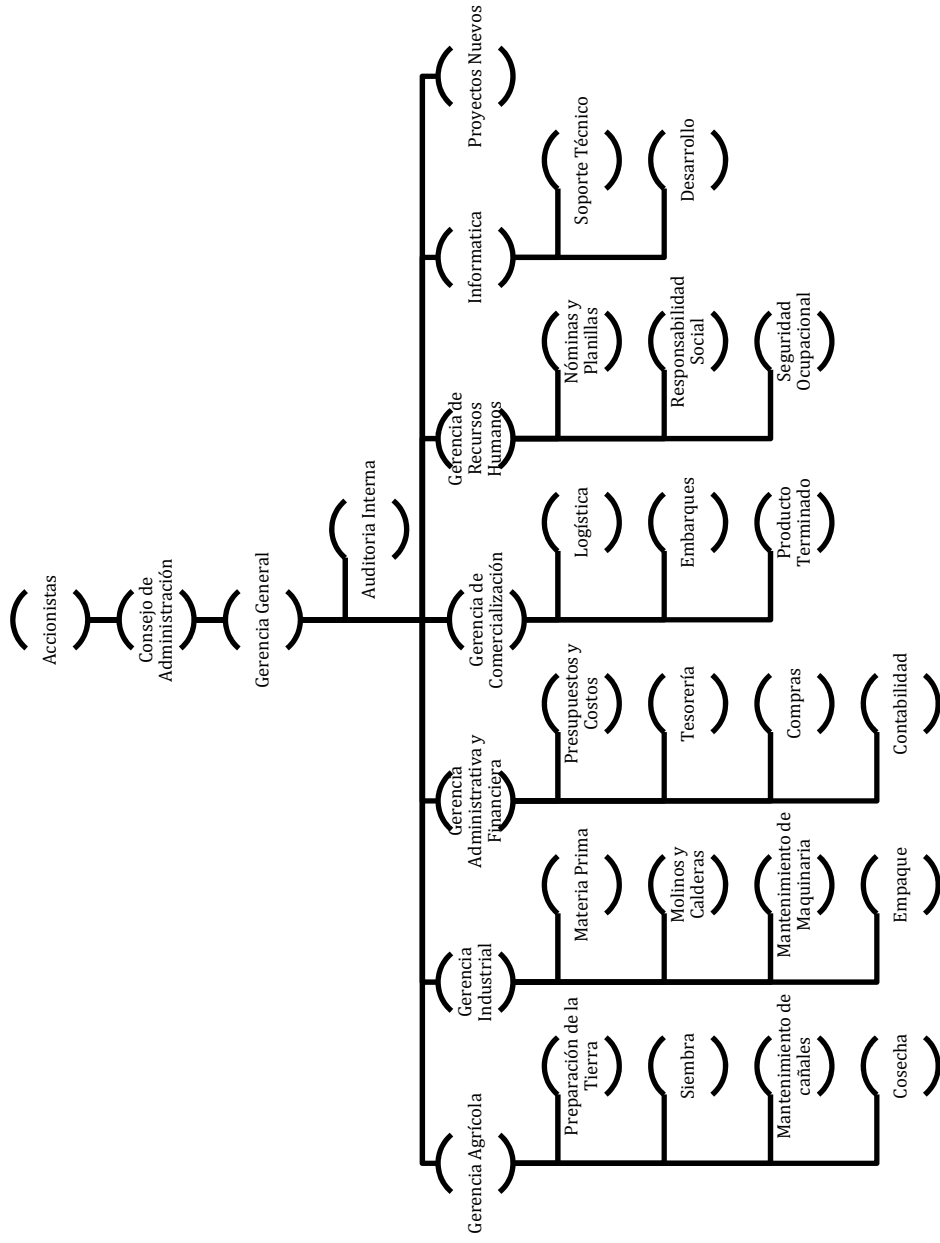 Accionistas
Consejo de
Administración
Gerencia General
Auditoria Interna
Gerencia Agrícola
Preparación de la
Tierra
Siembra
Mantenimiento de
cañales
Cosecha
Gerencia
Industrial
Materia Prima
Molinos y
Calderas
Mantenimiento de
Maquinaria
Empaque
Gerencia
Administrativa y
Financiera
Presupuestos y
Costos
Tesorería
Compras
Contabilidad
Gerencia de
Comercialización
Logística
Embarques
Producto
Terminado
Gerencia de
Recursos
Humanos
Nóminas y
Planillas
Responsabilidad
Social
Seguridad
Ocupacional
Informatica
Soporte Técnico
Desarrollo
Proyectos Nuevos